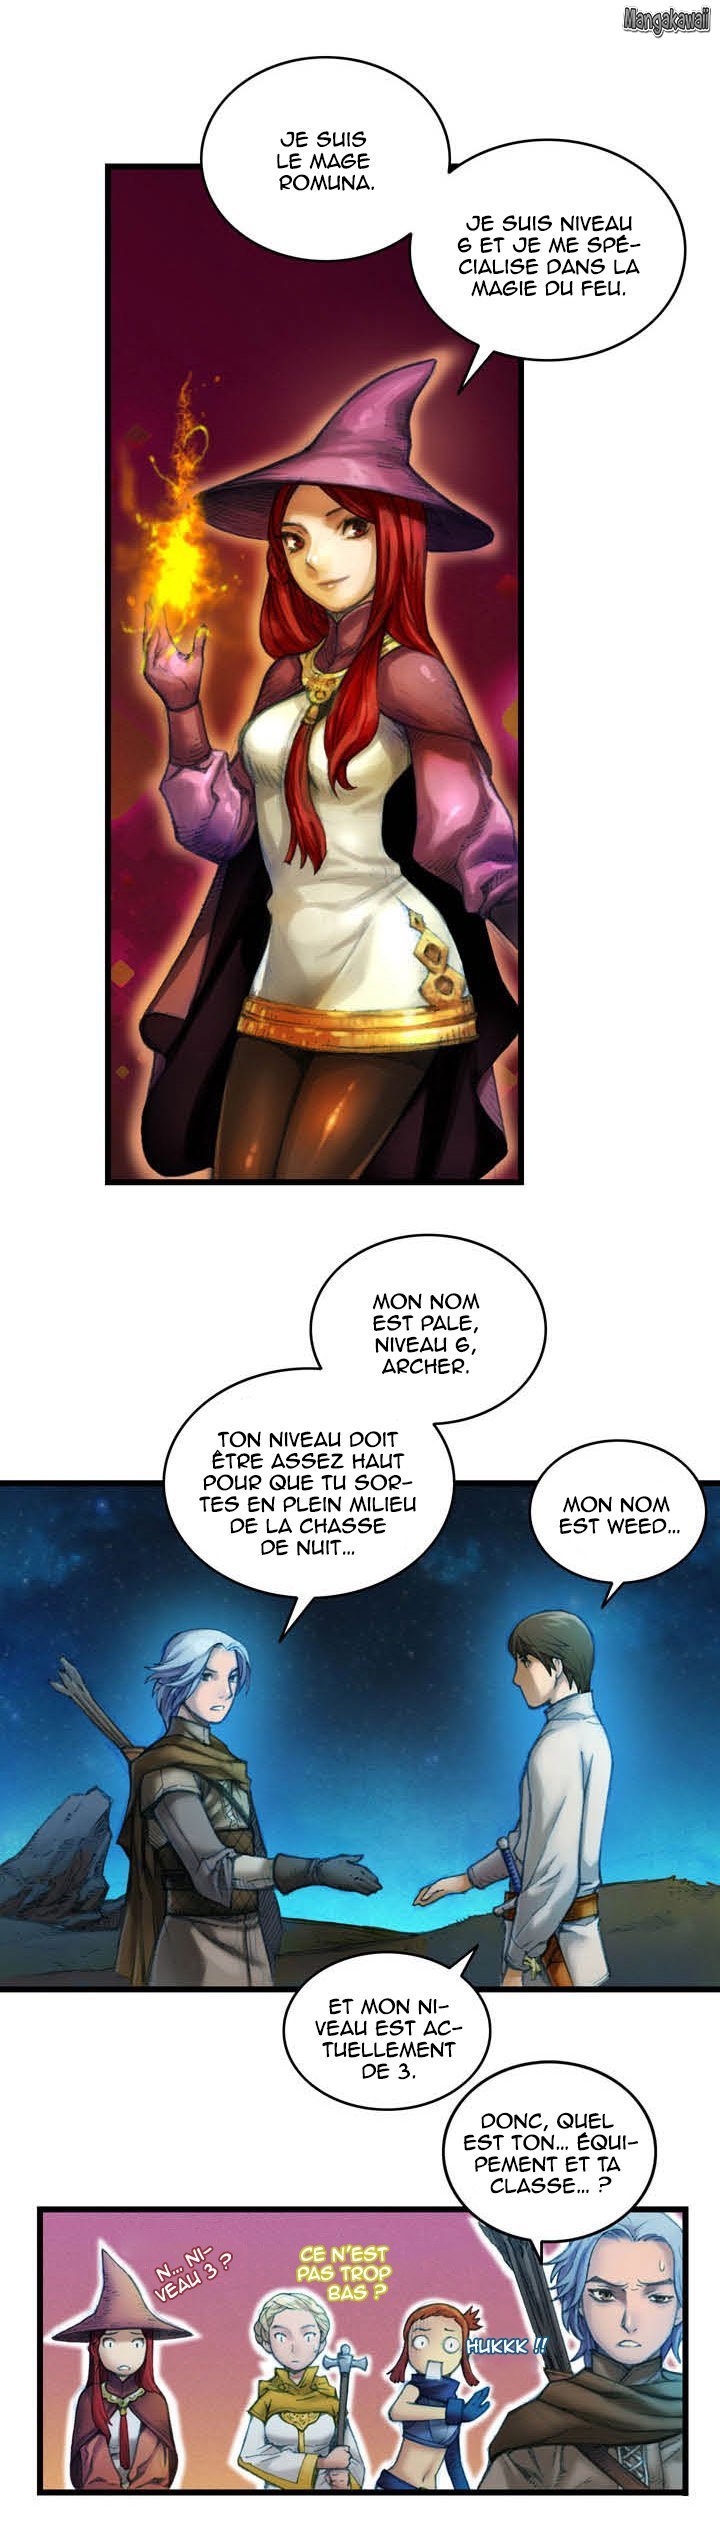 Mangakawaii
JE SUIS
LE MAGE
ROMUNA.
JE SUIS NIVEAU
6 ET JE ME SPÉ-
CIALISE DANS LA
MAGIE DU FEU.
MON NOM
EST PALE,
NIVEAU 6,
ARCHER.
TON NIVEAU DOIT
ÊTRE ASSEZ HAUT
POUR QUE TU SOR-
TES EN PLEIN MILIEU
DE LA CHASSE
DE NUIT...
MON NOM
EST WEED...
ET MON NI-
VEAU EST AC-
TUELLEMENT
DE 3.
DONC, QUEL
EST TON... ÉQUI-
PEMENT ET TA
CLASSE... ?
N... NI-
VEAU 3 ?
CE N'EST
PAS TROP
BAS ?
HUKKK !!